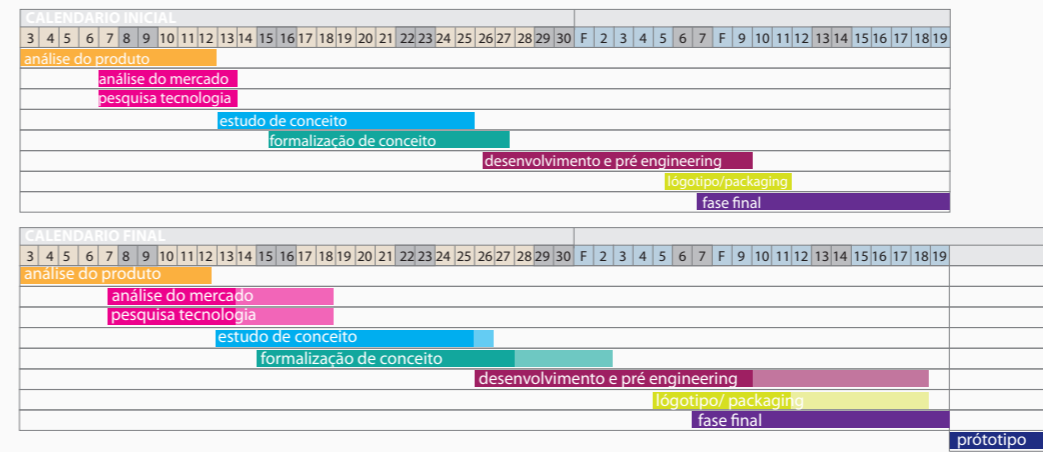 CALENDARIO INICIAL
3 4 5 6 7 8 9 10 11 12 13 14 15 16 17 18 19 20 21 22 23 24 25 26 27 28 29 30 F 2 3 4 5 6 7 F 9 10 11 12 13 14 15 16 17 18 19
análise do produto
análise do mercado
pesquisa tecnologia
estudo de conceito
formalização de conceito
desenvolvimento e pré engineering
lógotipo/packaging
fase final
CALENDARIO FINAL
3 4 5 6 7 8 9 10 11 12 13 14 15 16 17 18 19 20 21 22 23 24 25 26 27 28 29 30 F 2 3 4 5 6 7 F 9 10 11 12 13 14 15 16 17 18 19
análise do produto
análise do mercado
pesquisa tecnologia
estudo de conceito
formalização de conceito
desenvolvimento e pré engineering
lógotipo/ packaging
fase final
prótotipo